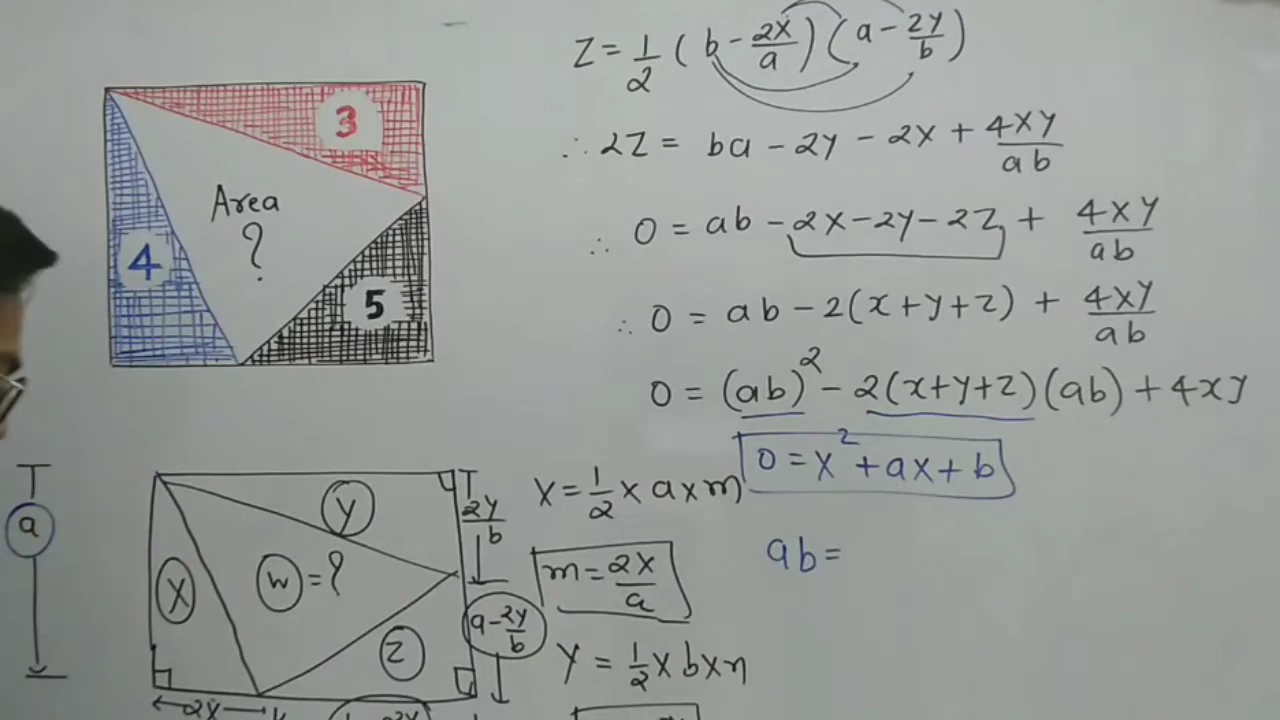 Z = 1/2 ( b - 2x/a ) ( a - 2y/b )
∴ 2Z = ba - 2y - 2x + 4xy/ab
∴ 0 = ab - 2x - 2y - 2z + 4xy/ab
∴ 0 = ab - 2(x+y+z) + 4xy/ab
0 = (ab)² - 2(x+y+z)(ab) + 4xy
0 = x² + ax + b
ab =
3
Area
?
4
5
a
y
x
w = ?
z
2y/b
a - 2y/b
2x
x = 1/2 × a × m
m = 2x/a
y = 1/2 × b × n